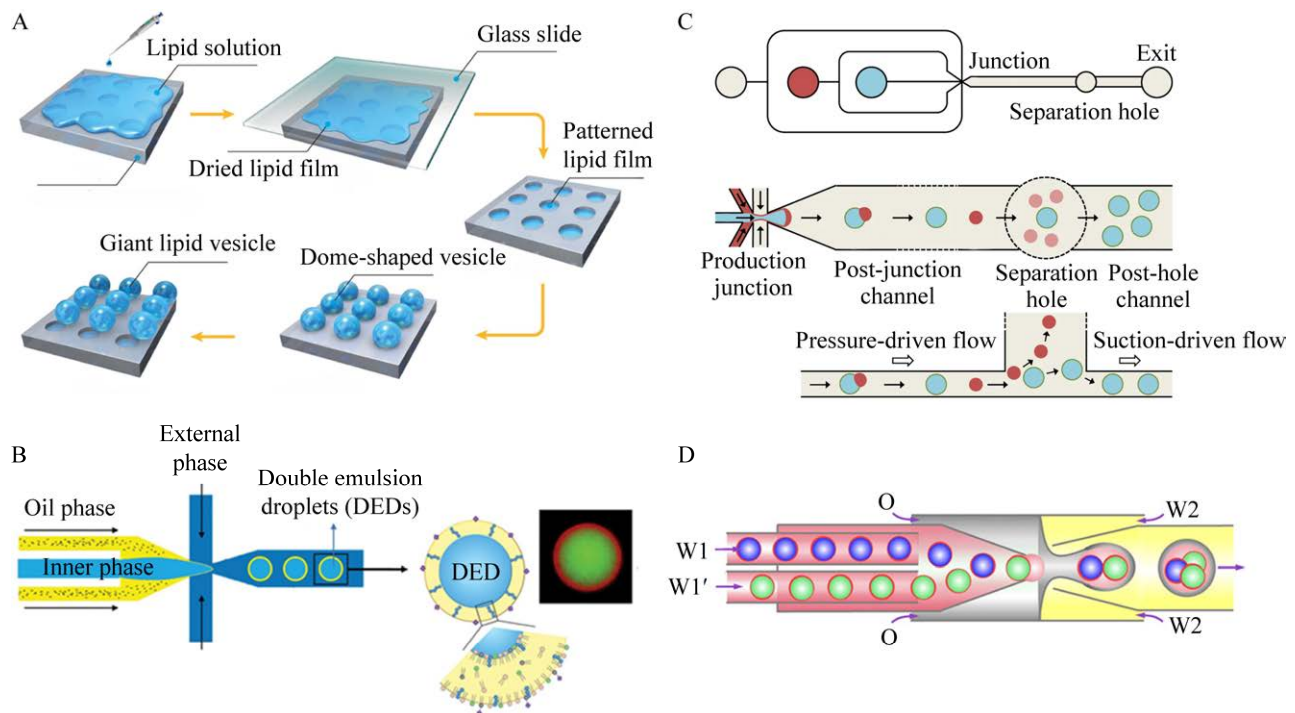 A
Lipid solution
Glass slide
Dried lipid film
Patterned
lipid film
Giant lipid vesicle
Dome-shaped vesicle
C
Junction
Exit
Separation hole
Production
junction
Post-junction
channel
Separation
hole
Post-hole
channel
Pressure-driven flow
Suction-driven flow
B
External
phase
Oil phase
Inner phase
Double emulsion
droplets (DEDs)
DED
D
O
W2
W1
W1′
O
W2